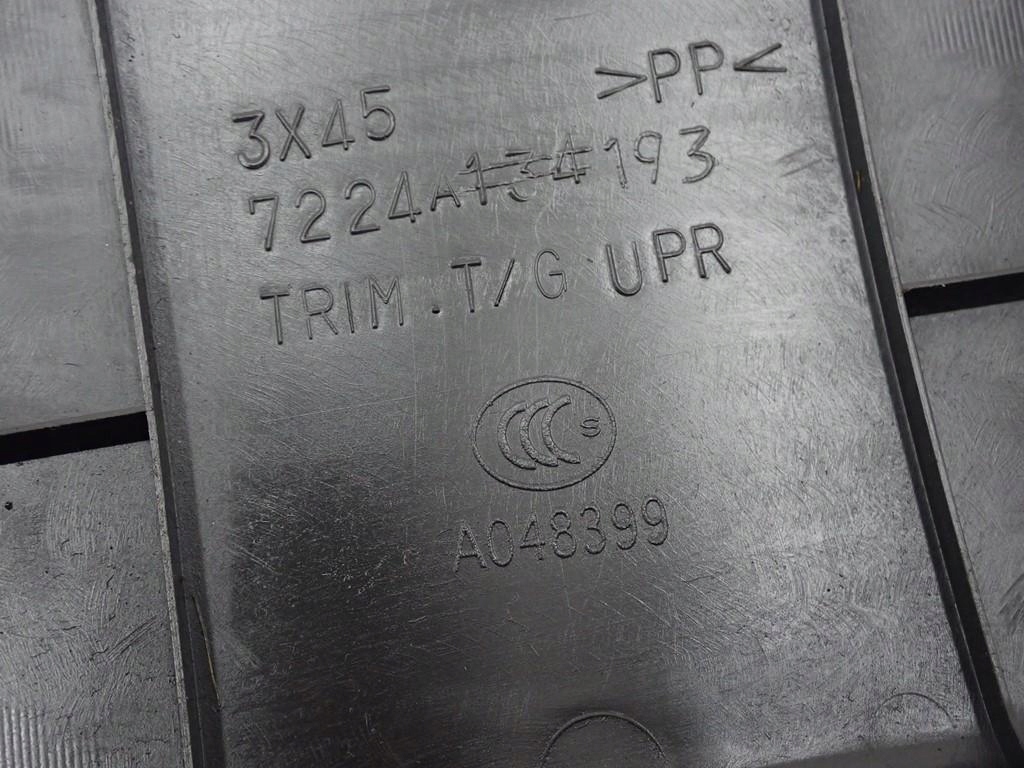 3X45 >PP<
7224A134193
TRIM.T/G UPR
CCC S
A048399